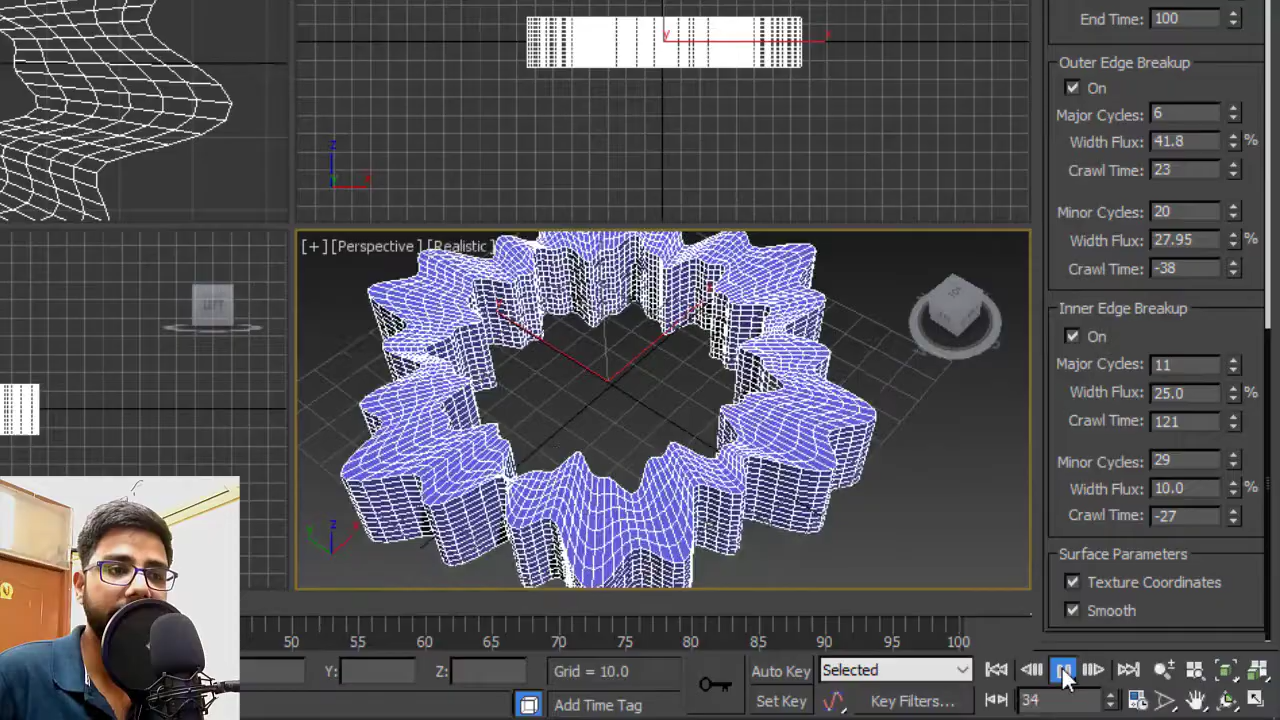 End Time: 100
Outer Edge Breakup
On
Major Cycles: 6
Width Flux: 41.8 %
Crawl Time: 23
Minor Cycles: 20
Width Flux: 27.95 %
Crawl Time: -38
Inner Edge Breakup
On
Major Cycles: 11
Width Flux: 25.0 %
Crawl Time: 121
Minor Cycles: 29
Width Flux: 10.0 %
Crawl Time: -27
Surface Parameters
Texture Coordinates
Smooth
y x
z
y x
[+] [Perspective ] [Realistic ]
LEFT
z
50 55 60 65 70 75 80 85 90 95 100
Y: Z: Grid = 10.0 Auto Key Selected
Add Time Tag Set Key Key Filters... 34